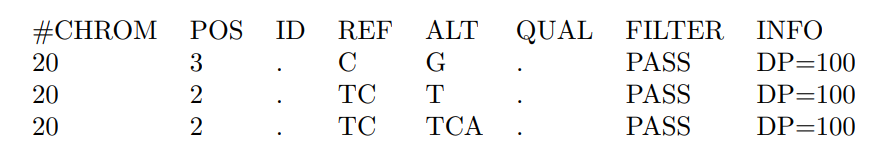 #CHROM POS ID REF ALT QUAL FILTER INFO
20 3 . C G . PASS DP=100
20 2 . TC T . PASS DP=100
20 2 . TC TCA . PASS DP=100